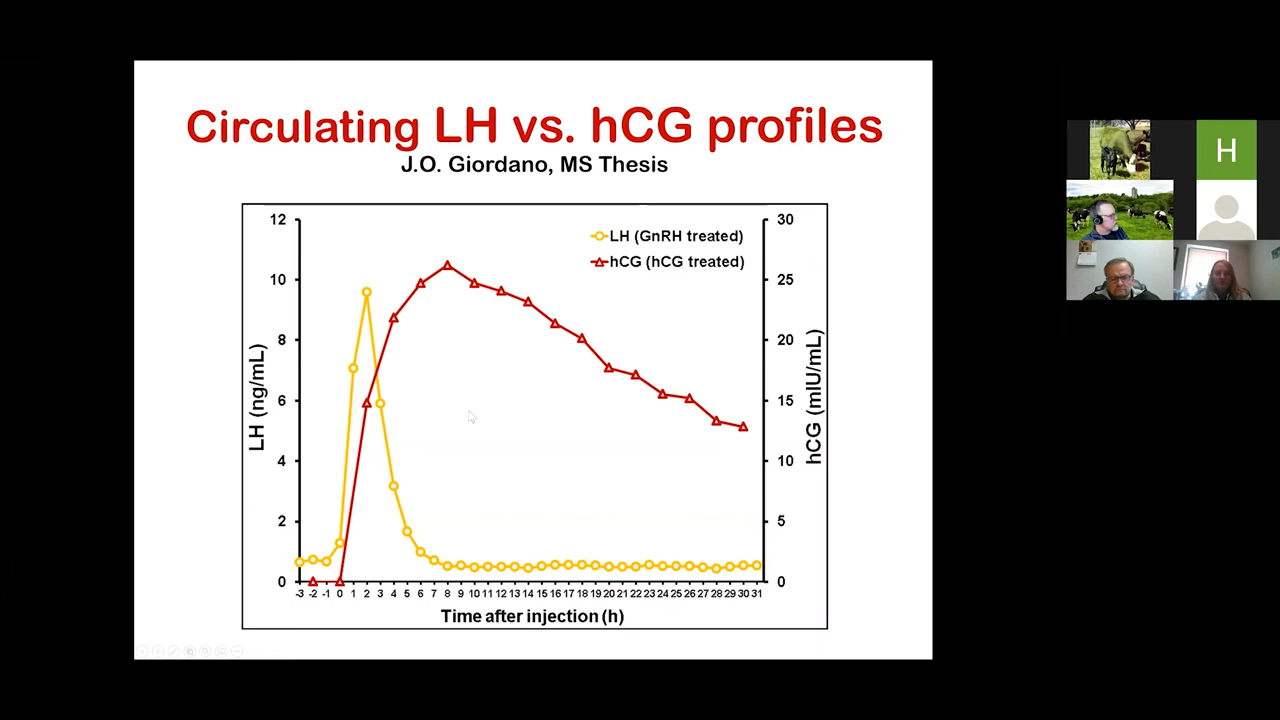 Circulating LH vs. hCG profiles
J.O. Giordano, MS Thesis
LH (GnRH treated)
hCG (hCG treated)
LH (ng/mL)
12
10
8
6
4
2
0
hCG (mIU/mL)
30
25
20
15
10
5
0
-3 -2 -1 0 1 2 3 4 5 6 7 8 9 10 11 12 13 14 15 16 17 18 19 20 21 22 23 24 25 26 27 28 29 30 31
Time after injection (h)
H